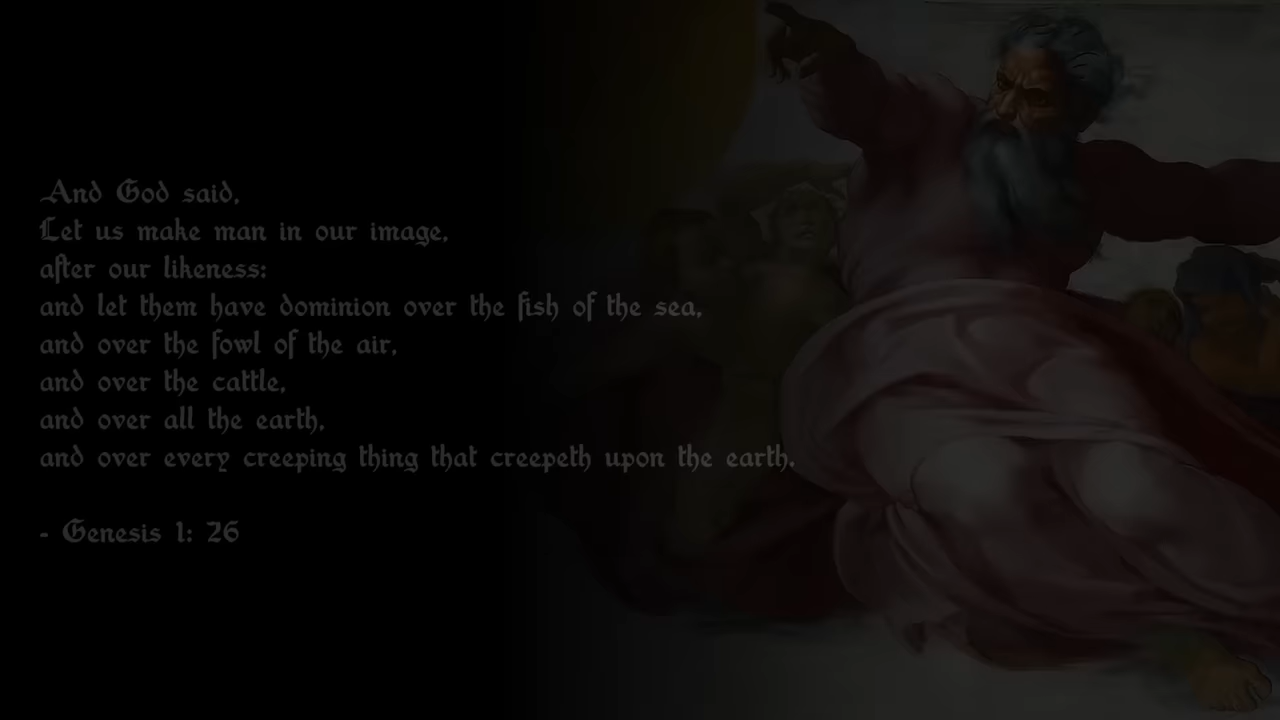 And God said,
Let us make man in our image,
after our likeness:
and let them have dominion over the fish of the sea,
and over the fowl of the air,
and over the cattle,
and over all the earth,
and over every creeping thing that creepeth upon the earth.
- Genesis 1: 26